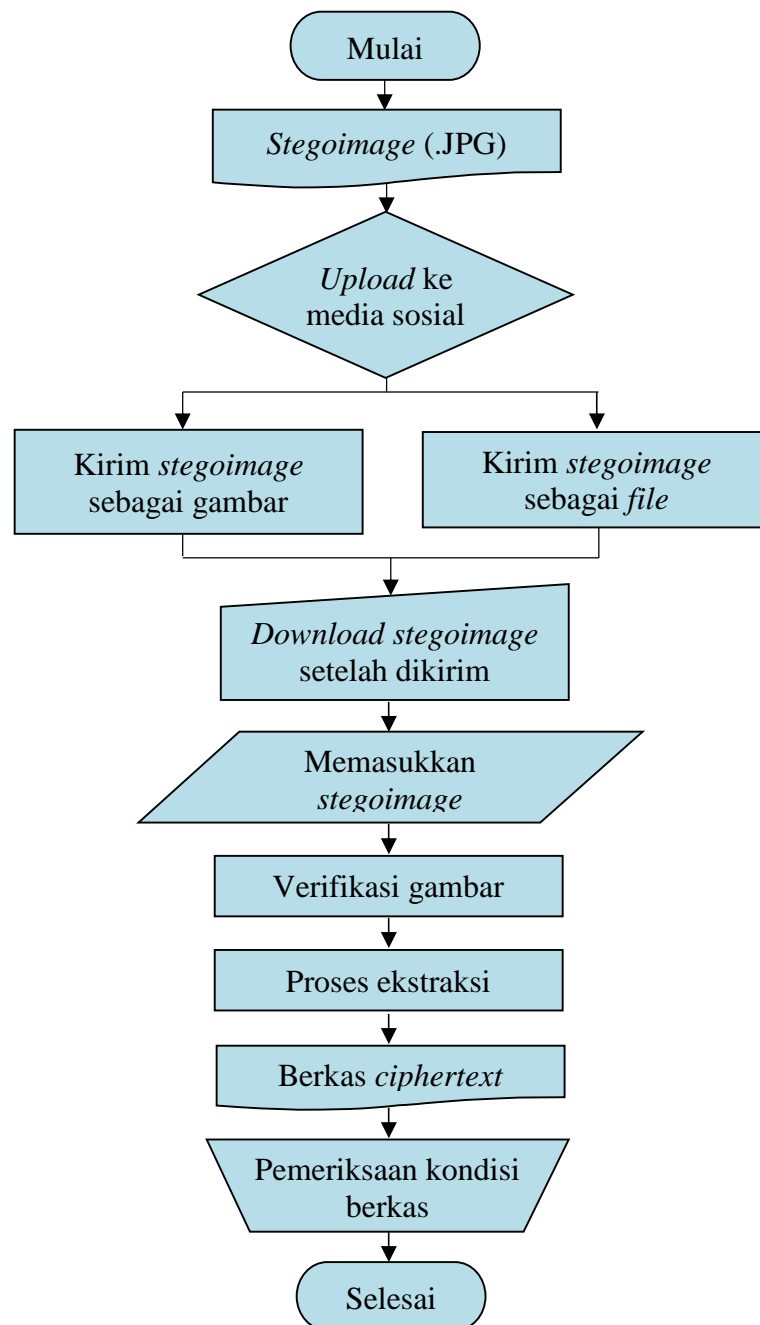 Mulai
Stegoimage (.JPG)
Upload ke
media sosial
Kirim stegoimage
sebagai gambar
Kirim stegoimage
sebagai file
Download stegoimage
setelah dikirim
Memasukkan
stegoimage
Verifikasi gambar
Proses ekstraksi
Berkas ciphertext
Pemeriksaan kondisi
berkas
Selesai